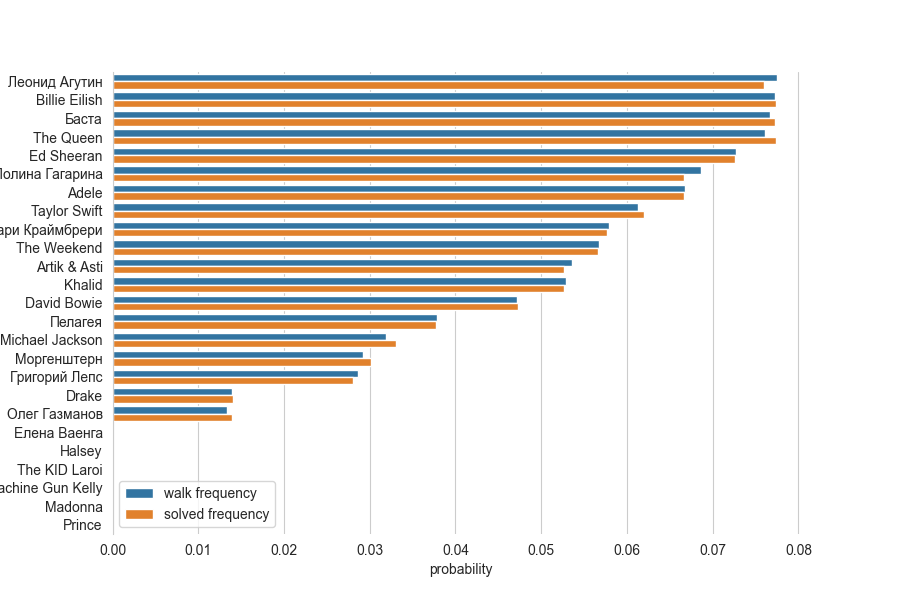 Леонид Агутин
Billie Eilish
Баста
The Queen
Ed Sheeran
Гагарина
Adele
Taylor Swift
Краймбрери
The Weekend
Artik & Asti
Khalid
David Bowie
Пелагея
Michael Jackson
Моргенштерн
Григорий Лепс
Drake
Олег Газманов
Елена Ваенга
Halsey
The KID Laroi
Gun Kelly
Madonna
Prince
walk frequency
solved frequency
0.00 0.01 0.02 0.03 0.04 0.05 0.06 0.07 0.08
probability